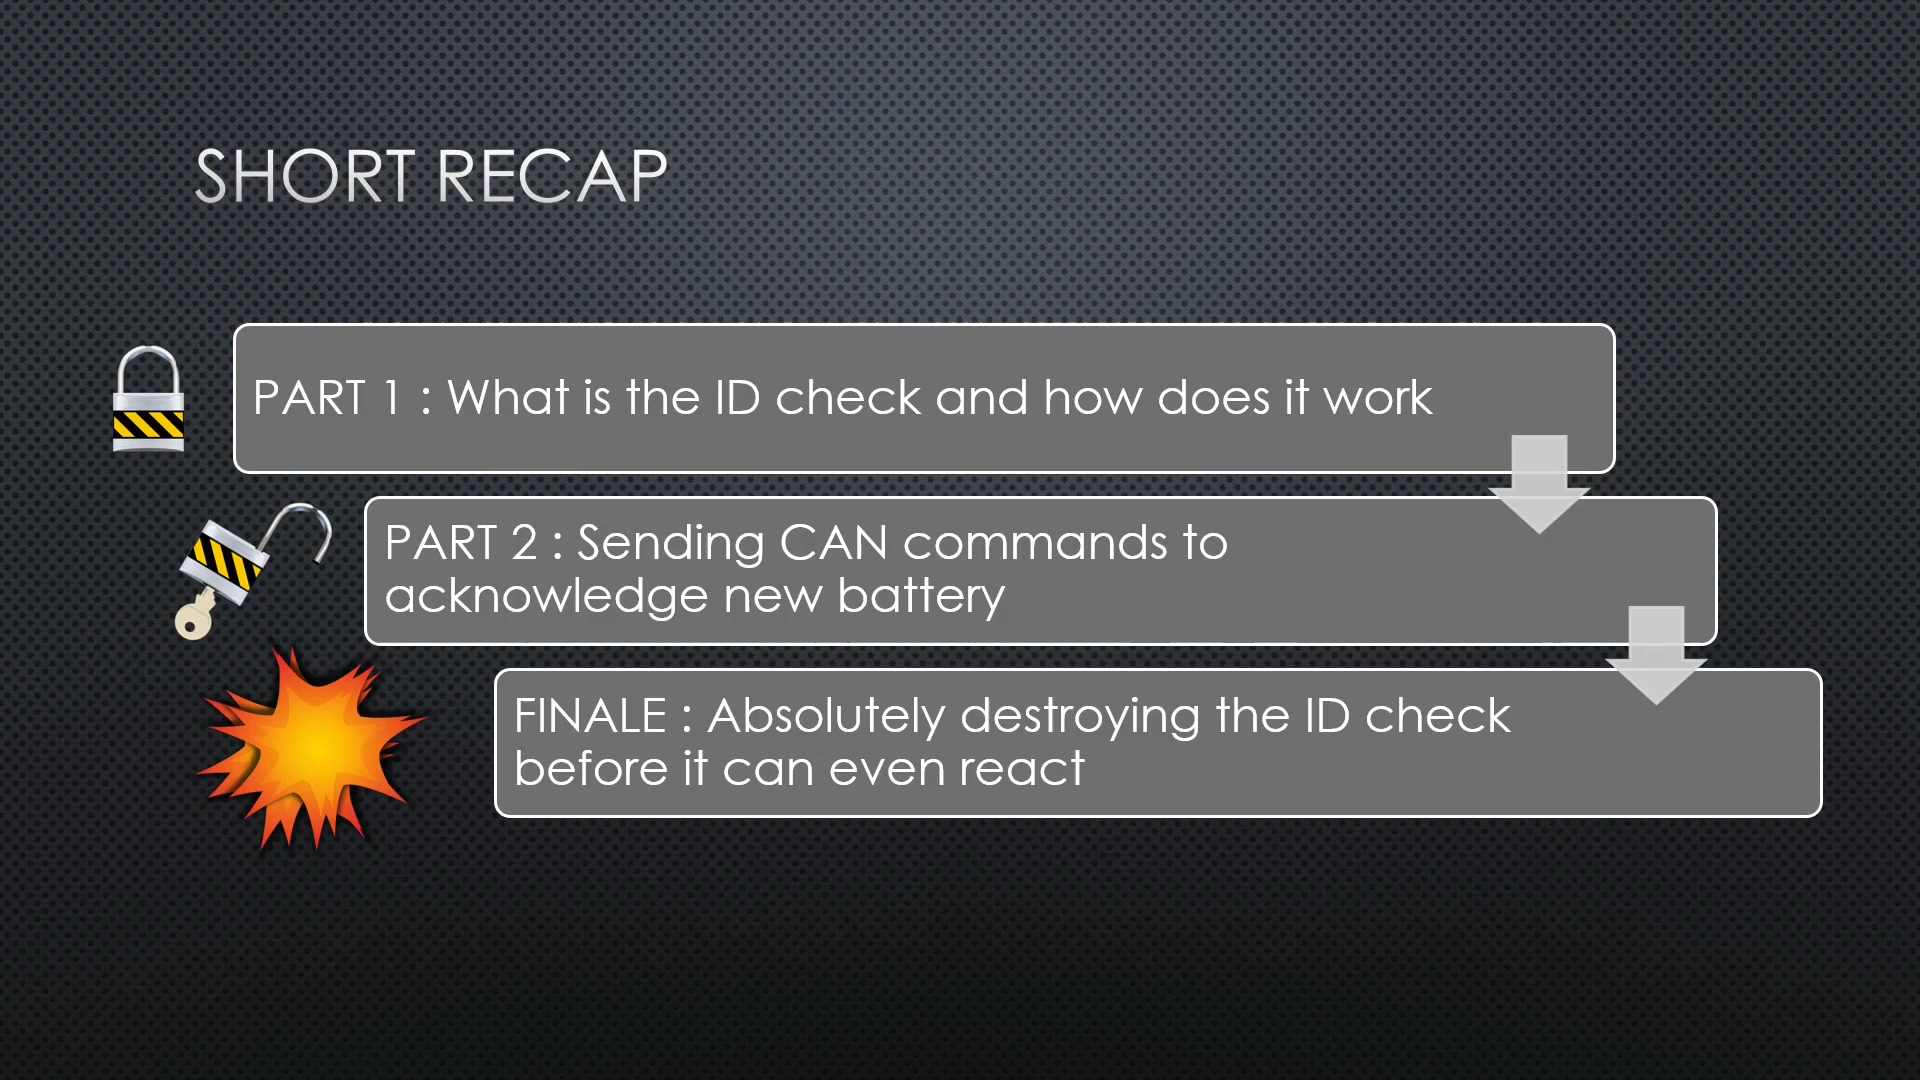 SHORT RECAP
PART 1 : What is the ID check and how does it work
PART 2 : Sending CAN commands to
acknowledge new battery
FINALE : Absolutely destroying the ID check
before it can even react